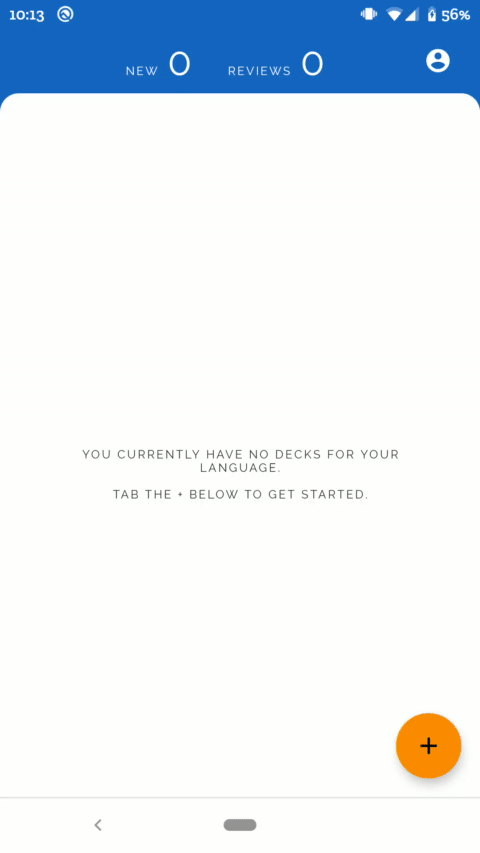 10:13
56%
NEW 0 REVIEWS 0
YOU CURRENTLY HAVE NO DECKS FOR YOUR
LANGUAGE.
TAB THE + BELOW TO GET STARTED.
+